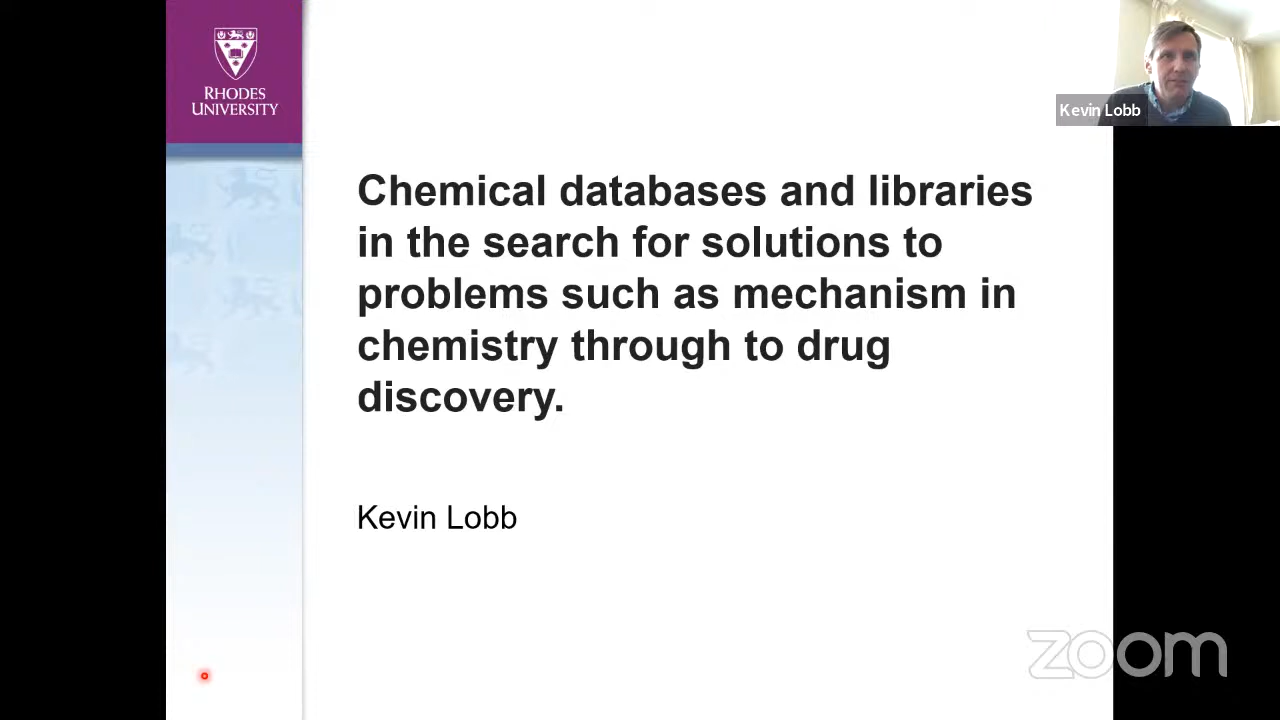 RHODES
UNIVERSITY
Kevin Lobb
Chemical databases and libraries
in the search for solutions to
problems such as mechanism in
chemistry through to drug
discovery.
Kevin Lobb
zoom